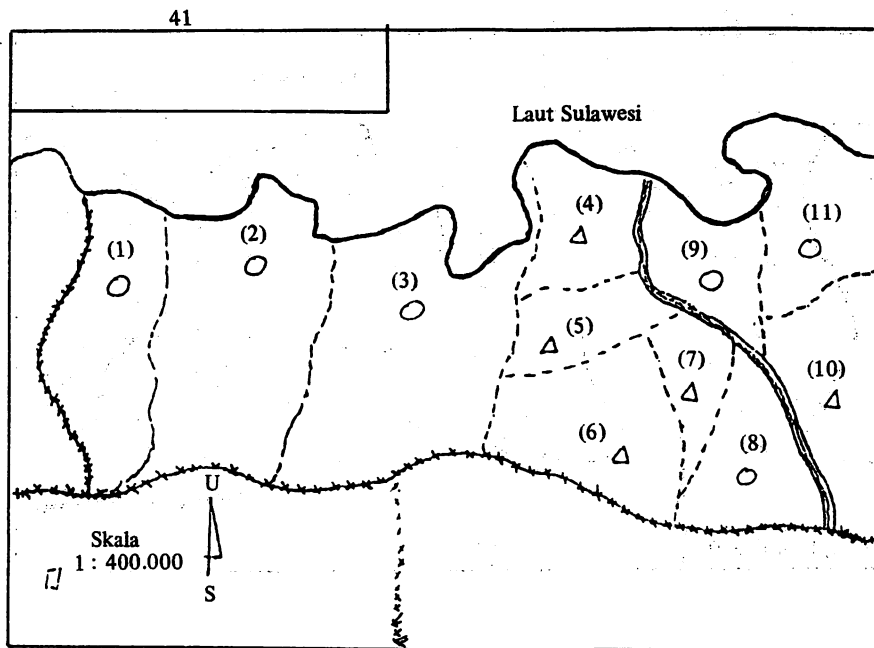 41
Laut Sulawesi
(1)
(2)
(3)
(4)
(5)
(6)
(7)
(8)
(9)
(10)
(11)
U
S
Skala
1 : 400.000